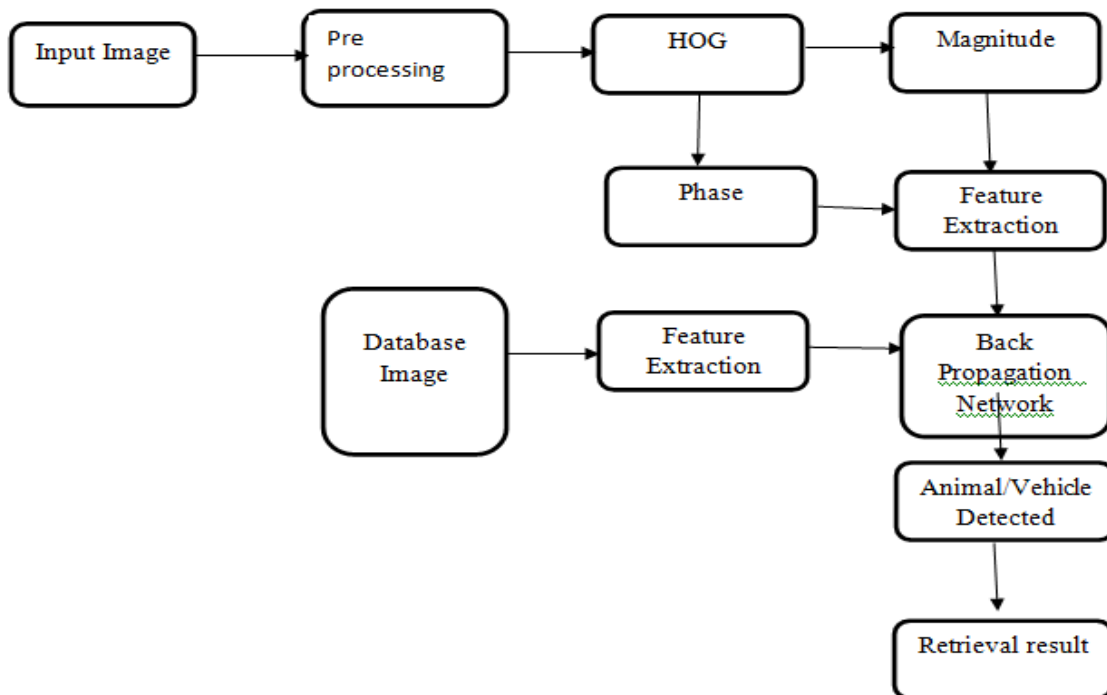 Input Image
Pre
processing
HOG
Magnitude
Phase
Feature
Extraction
Database
Image
Feature
Extraction
Back
Propagation
Network
Animal/Vehicle
Detected
Retrieval result